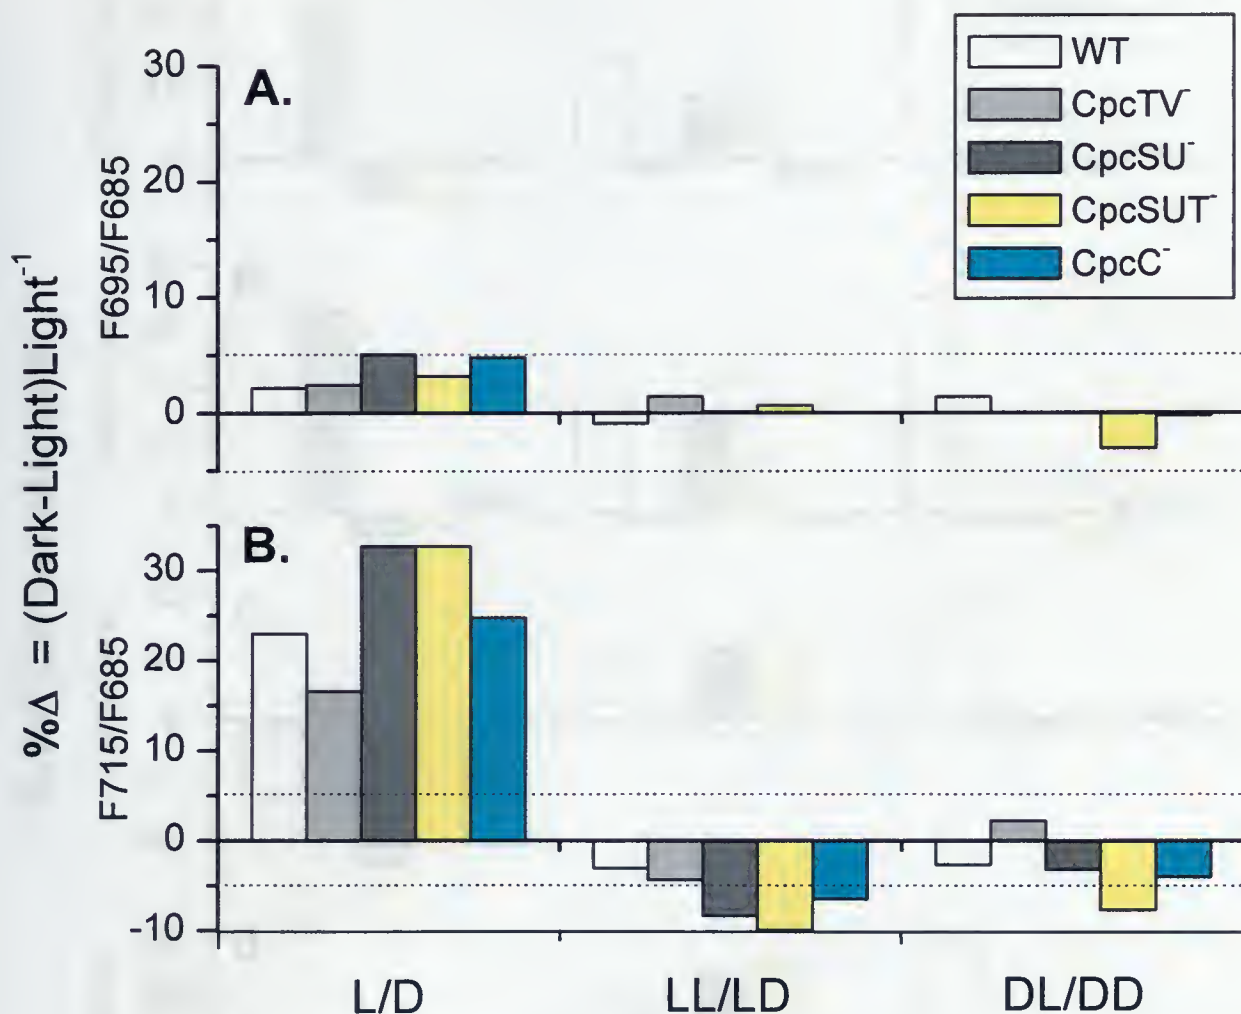 %Δ = (Dark-Light)Light⁻¹
A.
F695/F685
30
20
10
0
WT
CpcTV⁻
CpcSU⁻
CpcSUT⁻
CpcC⁻
B.
F715/F685
30
20
10
0
-10
L/D
LL/LD
DL/DD